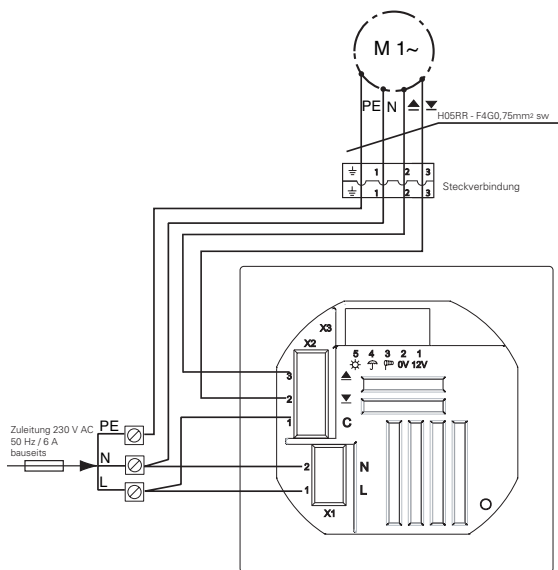 M 1~
PE N
H05RR - F4G0,75mm² sw
1 2 3
1 2 3
Steckverbindung
X3
X2
5 4 3 2 1
0V 12V
3
2
1
C
Zuleitung 230 V AC
50 Hz / 6 A
bauseits
PE
N
L
2 N
1 L
X1